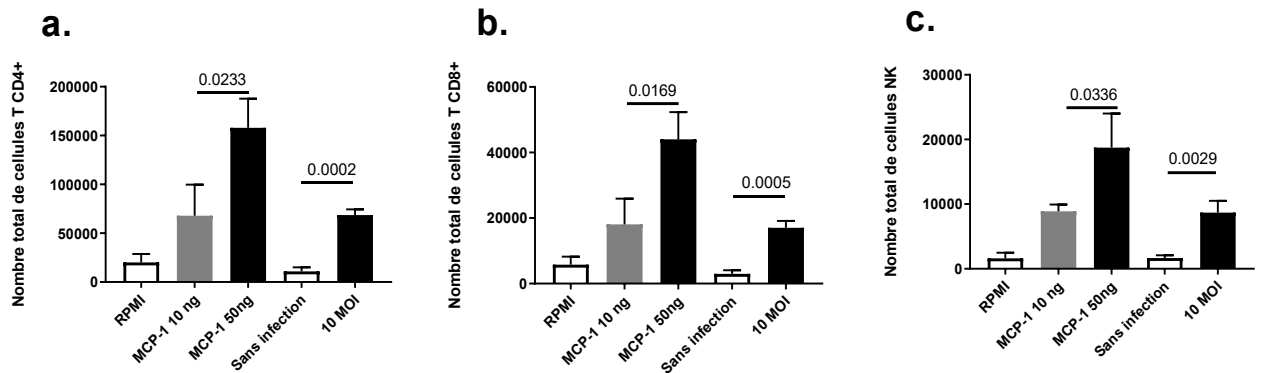 a.
Nombre total de cellules T CD4+
200000
150000
100000
50000
0
0.0233
0.0002
RPMI
MCP-1 10 ng
MCP-1 50ng
Sans infection
10 MOI
b.
Nombre total de cellules T CD8+
60000
40000
20000
0
0.0169
0.0005
RPMI
MCP-1 10 ng
MCP-1 50ng
Sans infection
10 MOI
c.
Nombre total de cellules NK
30000
20000
10000
0
0.0336
0.0029
RPMI
MCP-1 10 ng
MCP-1 50ng
Sans infection
10 MOI